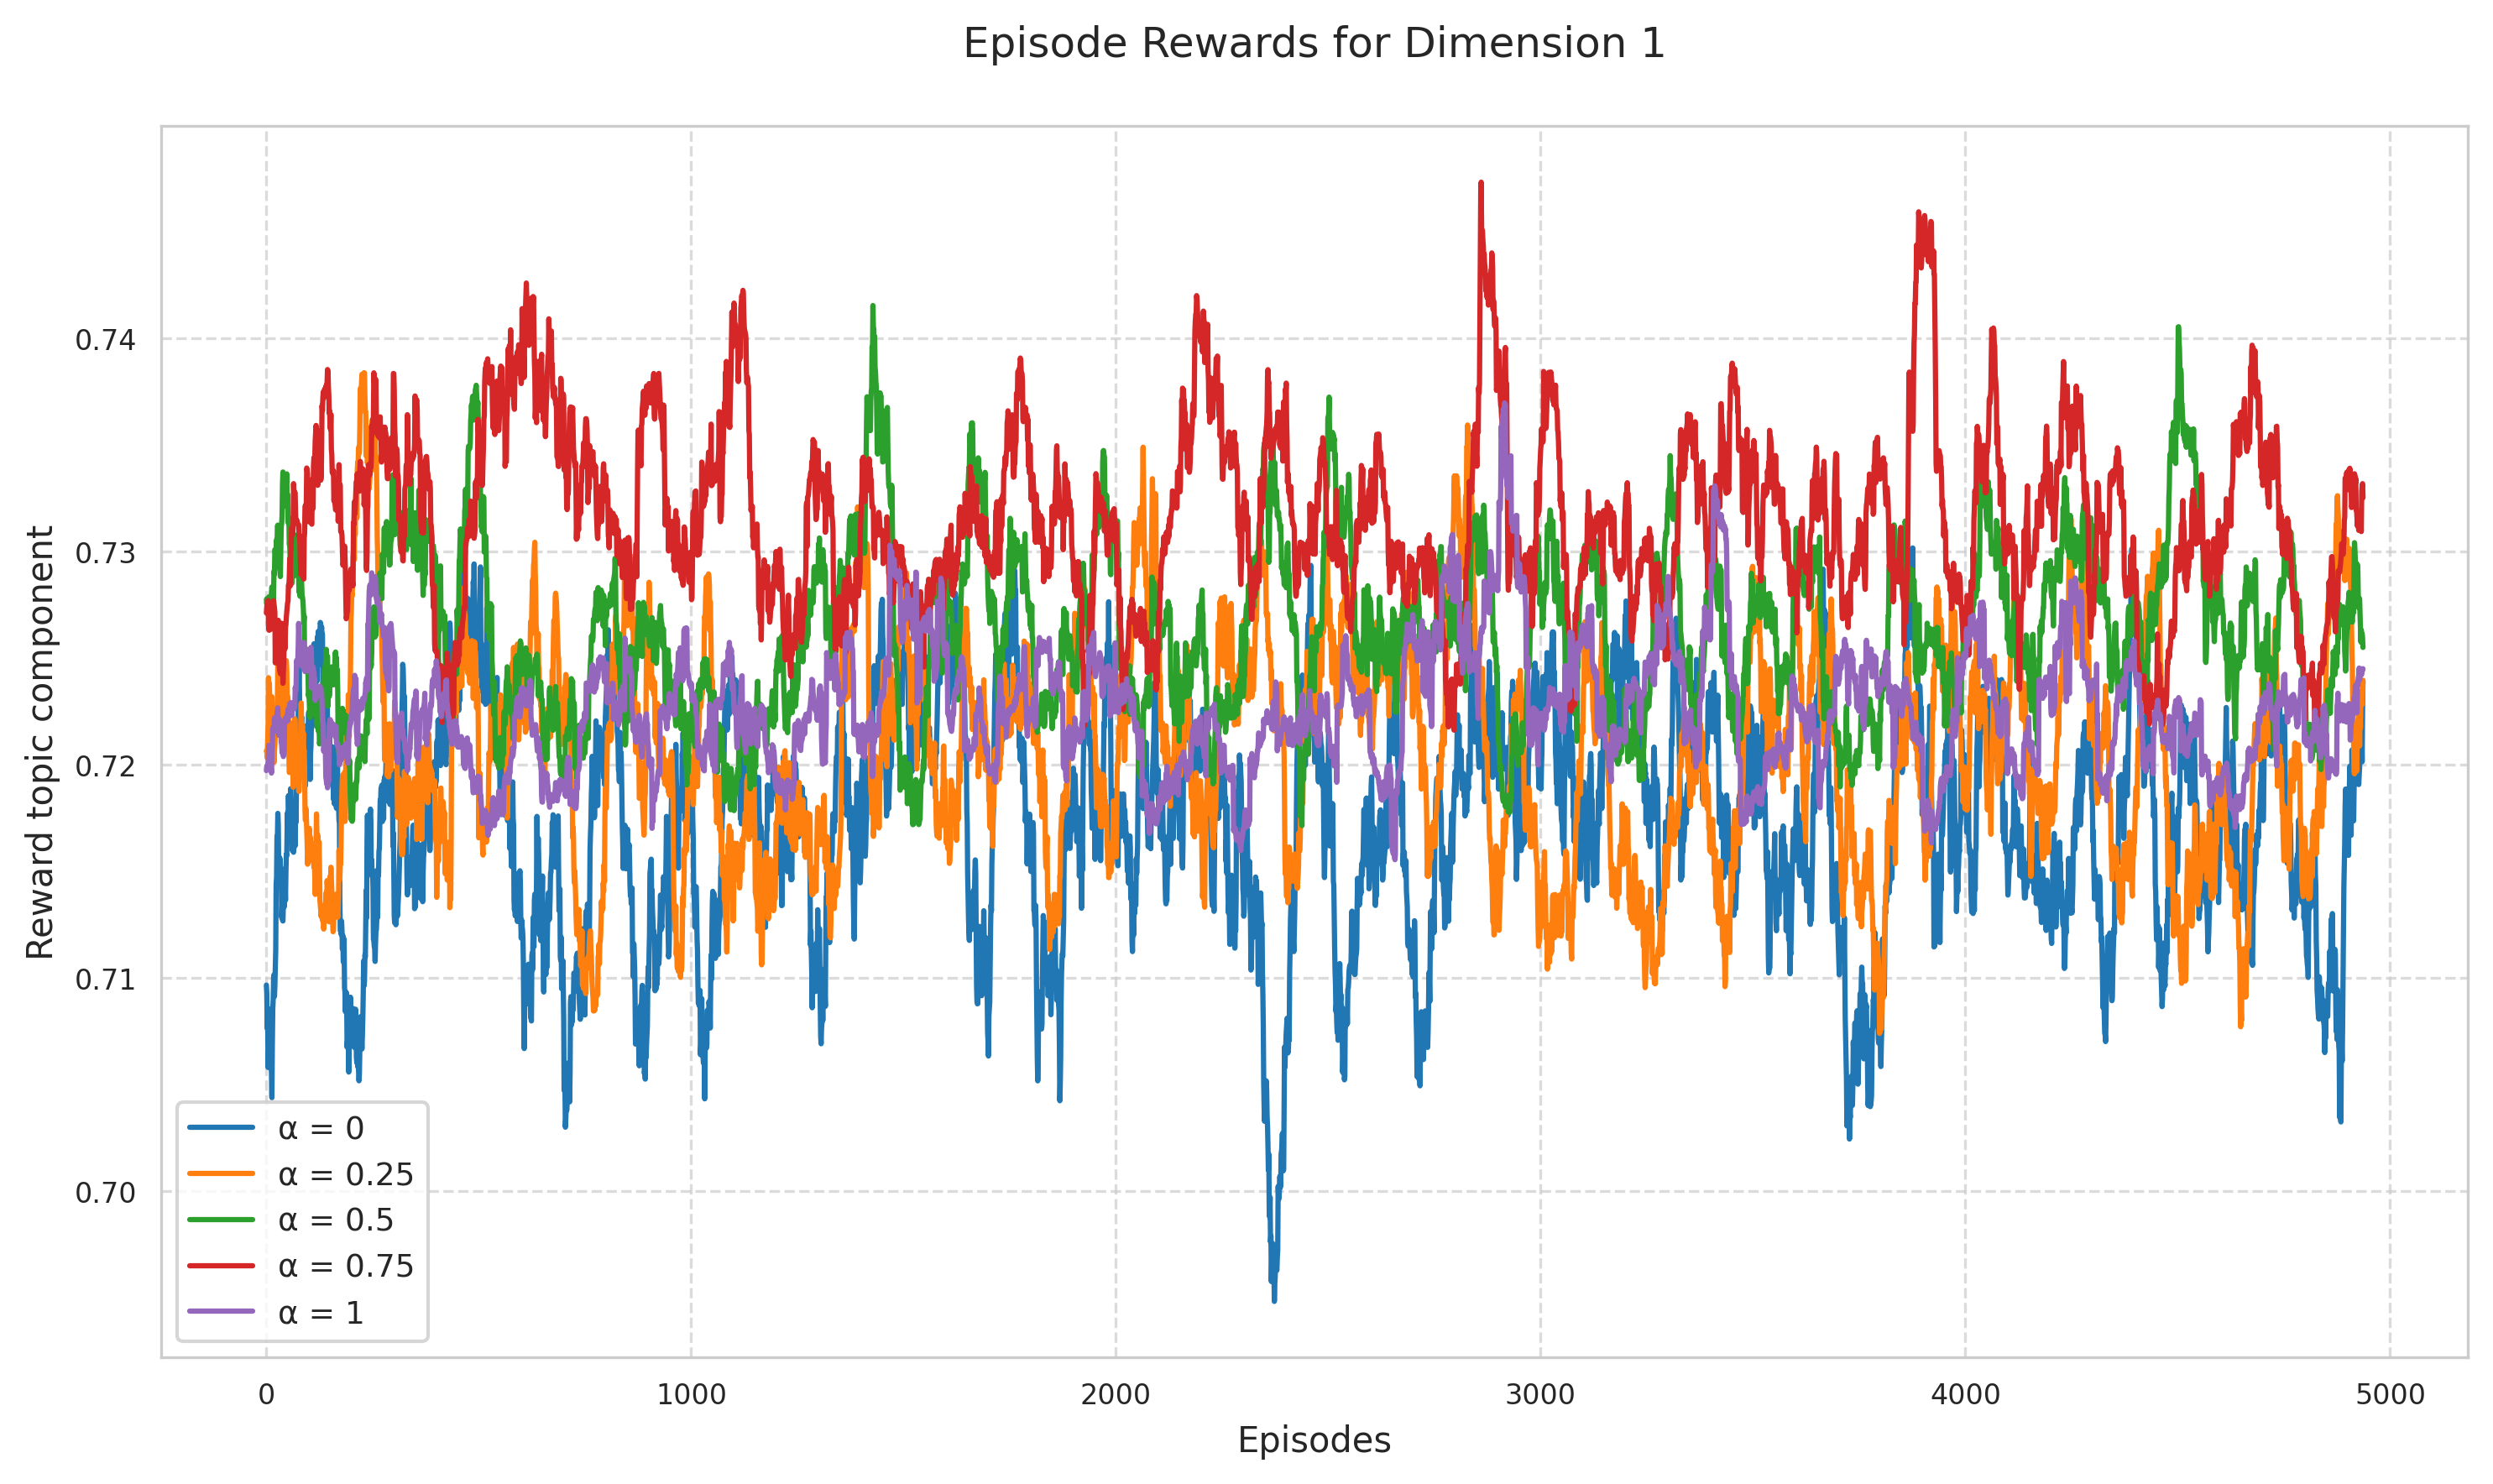 Episode Rewards for Dimension 1
Reward topic component
0.74
0.73
0.72
0.71
0.70
α = 0
α = 0.25
α = 0.5
α = 0.75
α = 1
0 1000 2000 3000 4000 5000
Episodes